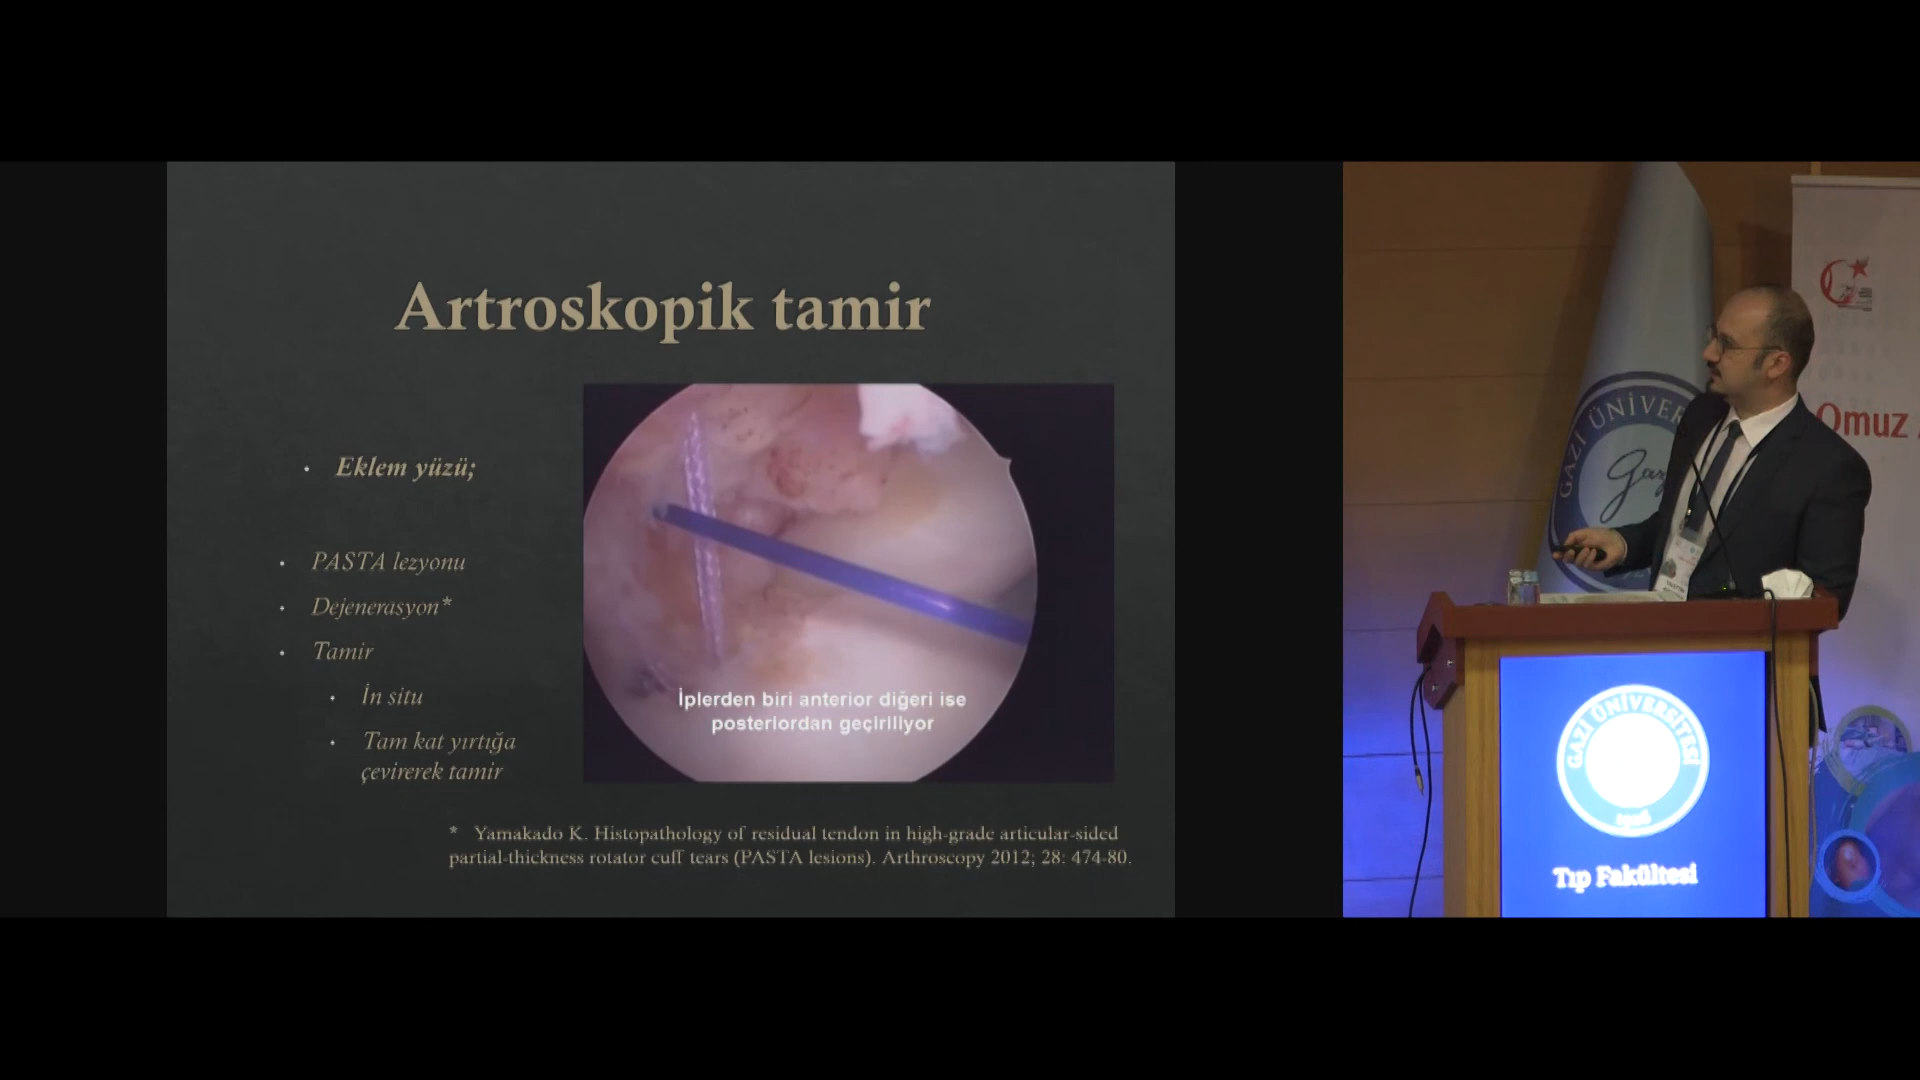 Artroskopik tamir
• Eklem yüzü;
• PASTA lezyonu
• Dejenerasyon*
• Tamir
• İn situ
• Tam kat yırtığa
çevirerek tamir
İplerden biri anterior diğeri ise
posteriordan geçiriliyor
* Yamakado K. Histopathology of residual tendon in high-grade articular-sided
partial-thickness rotator cuff tears (PASTA lesions). Arthroscopy 2012; 28: 474-80.
GAZİ ÜNİVER
Gaz
Omuz
GAZİ ÜNİVERSİTESİ
Tıp Fakültesi